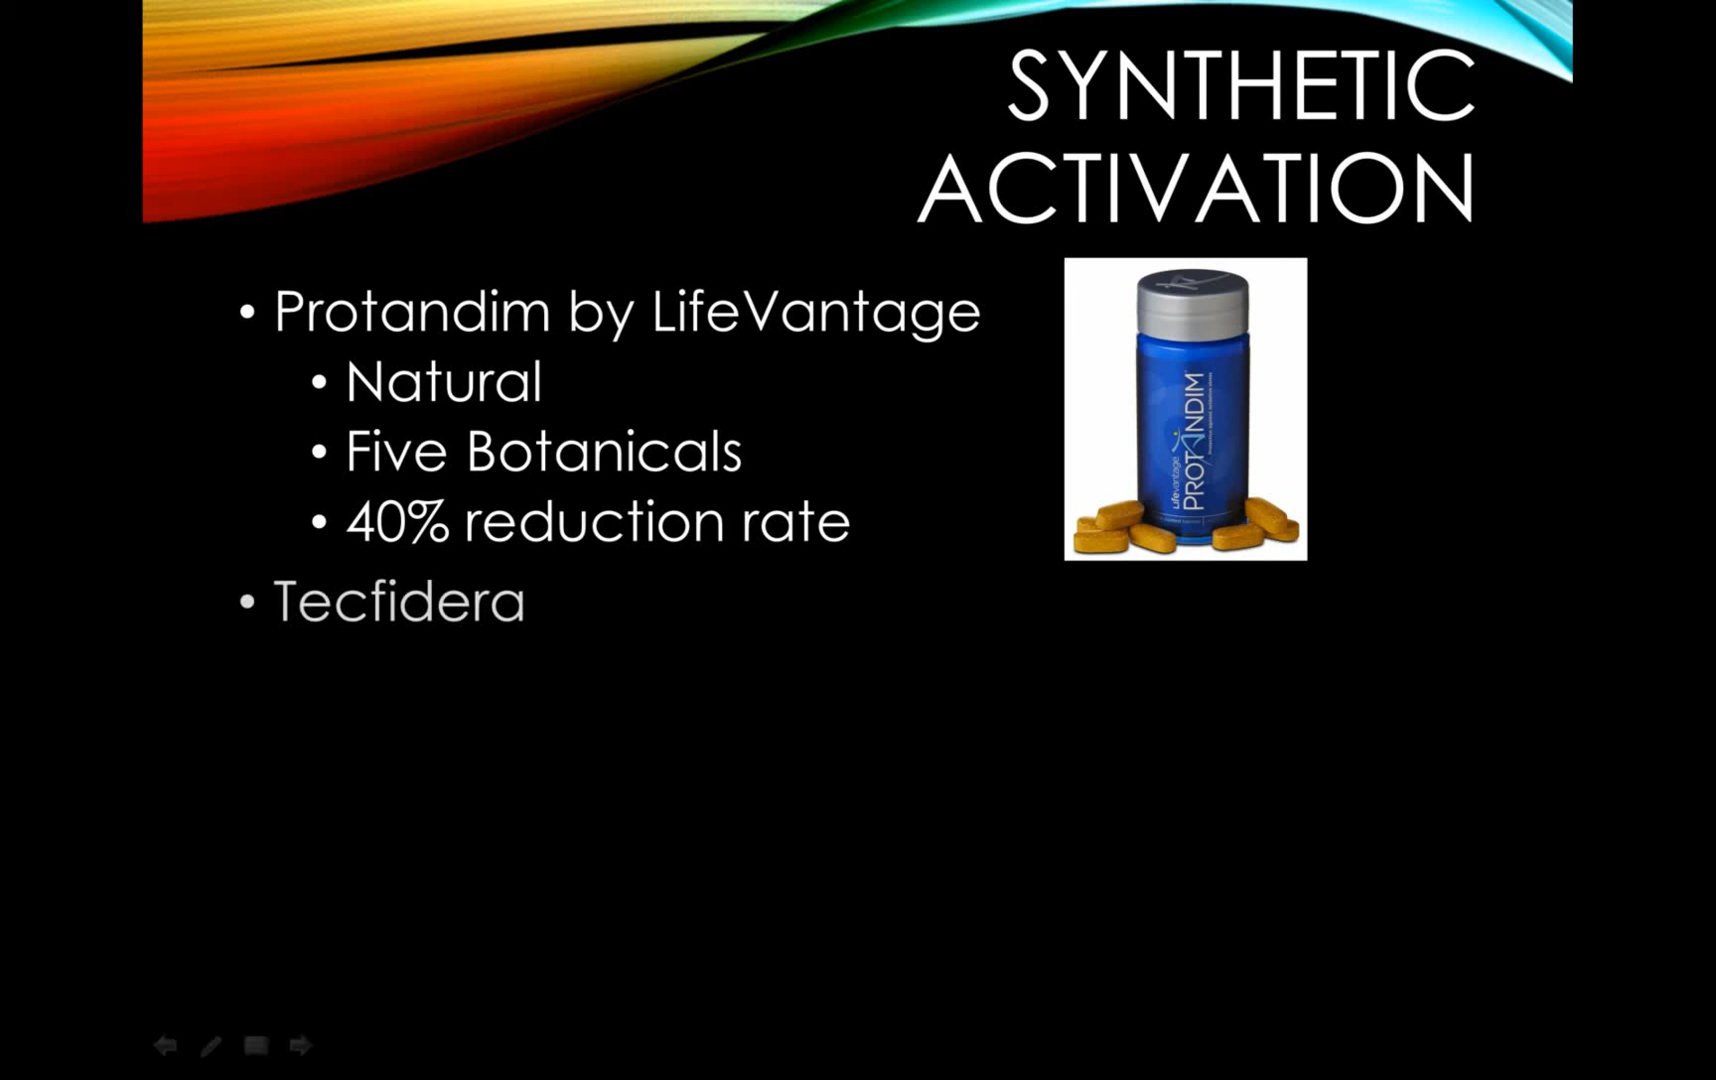 SYNTHETIC
ACTIVATION
• Protandim by LifeVantage
• Natural
• Five Botanicals
• 40% reduction rate
• Tecfidera
Lifevantage
PROTANDIM